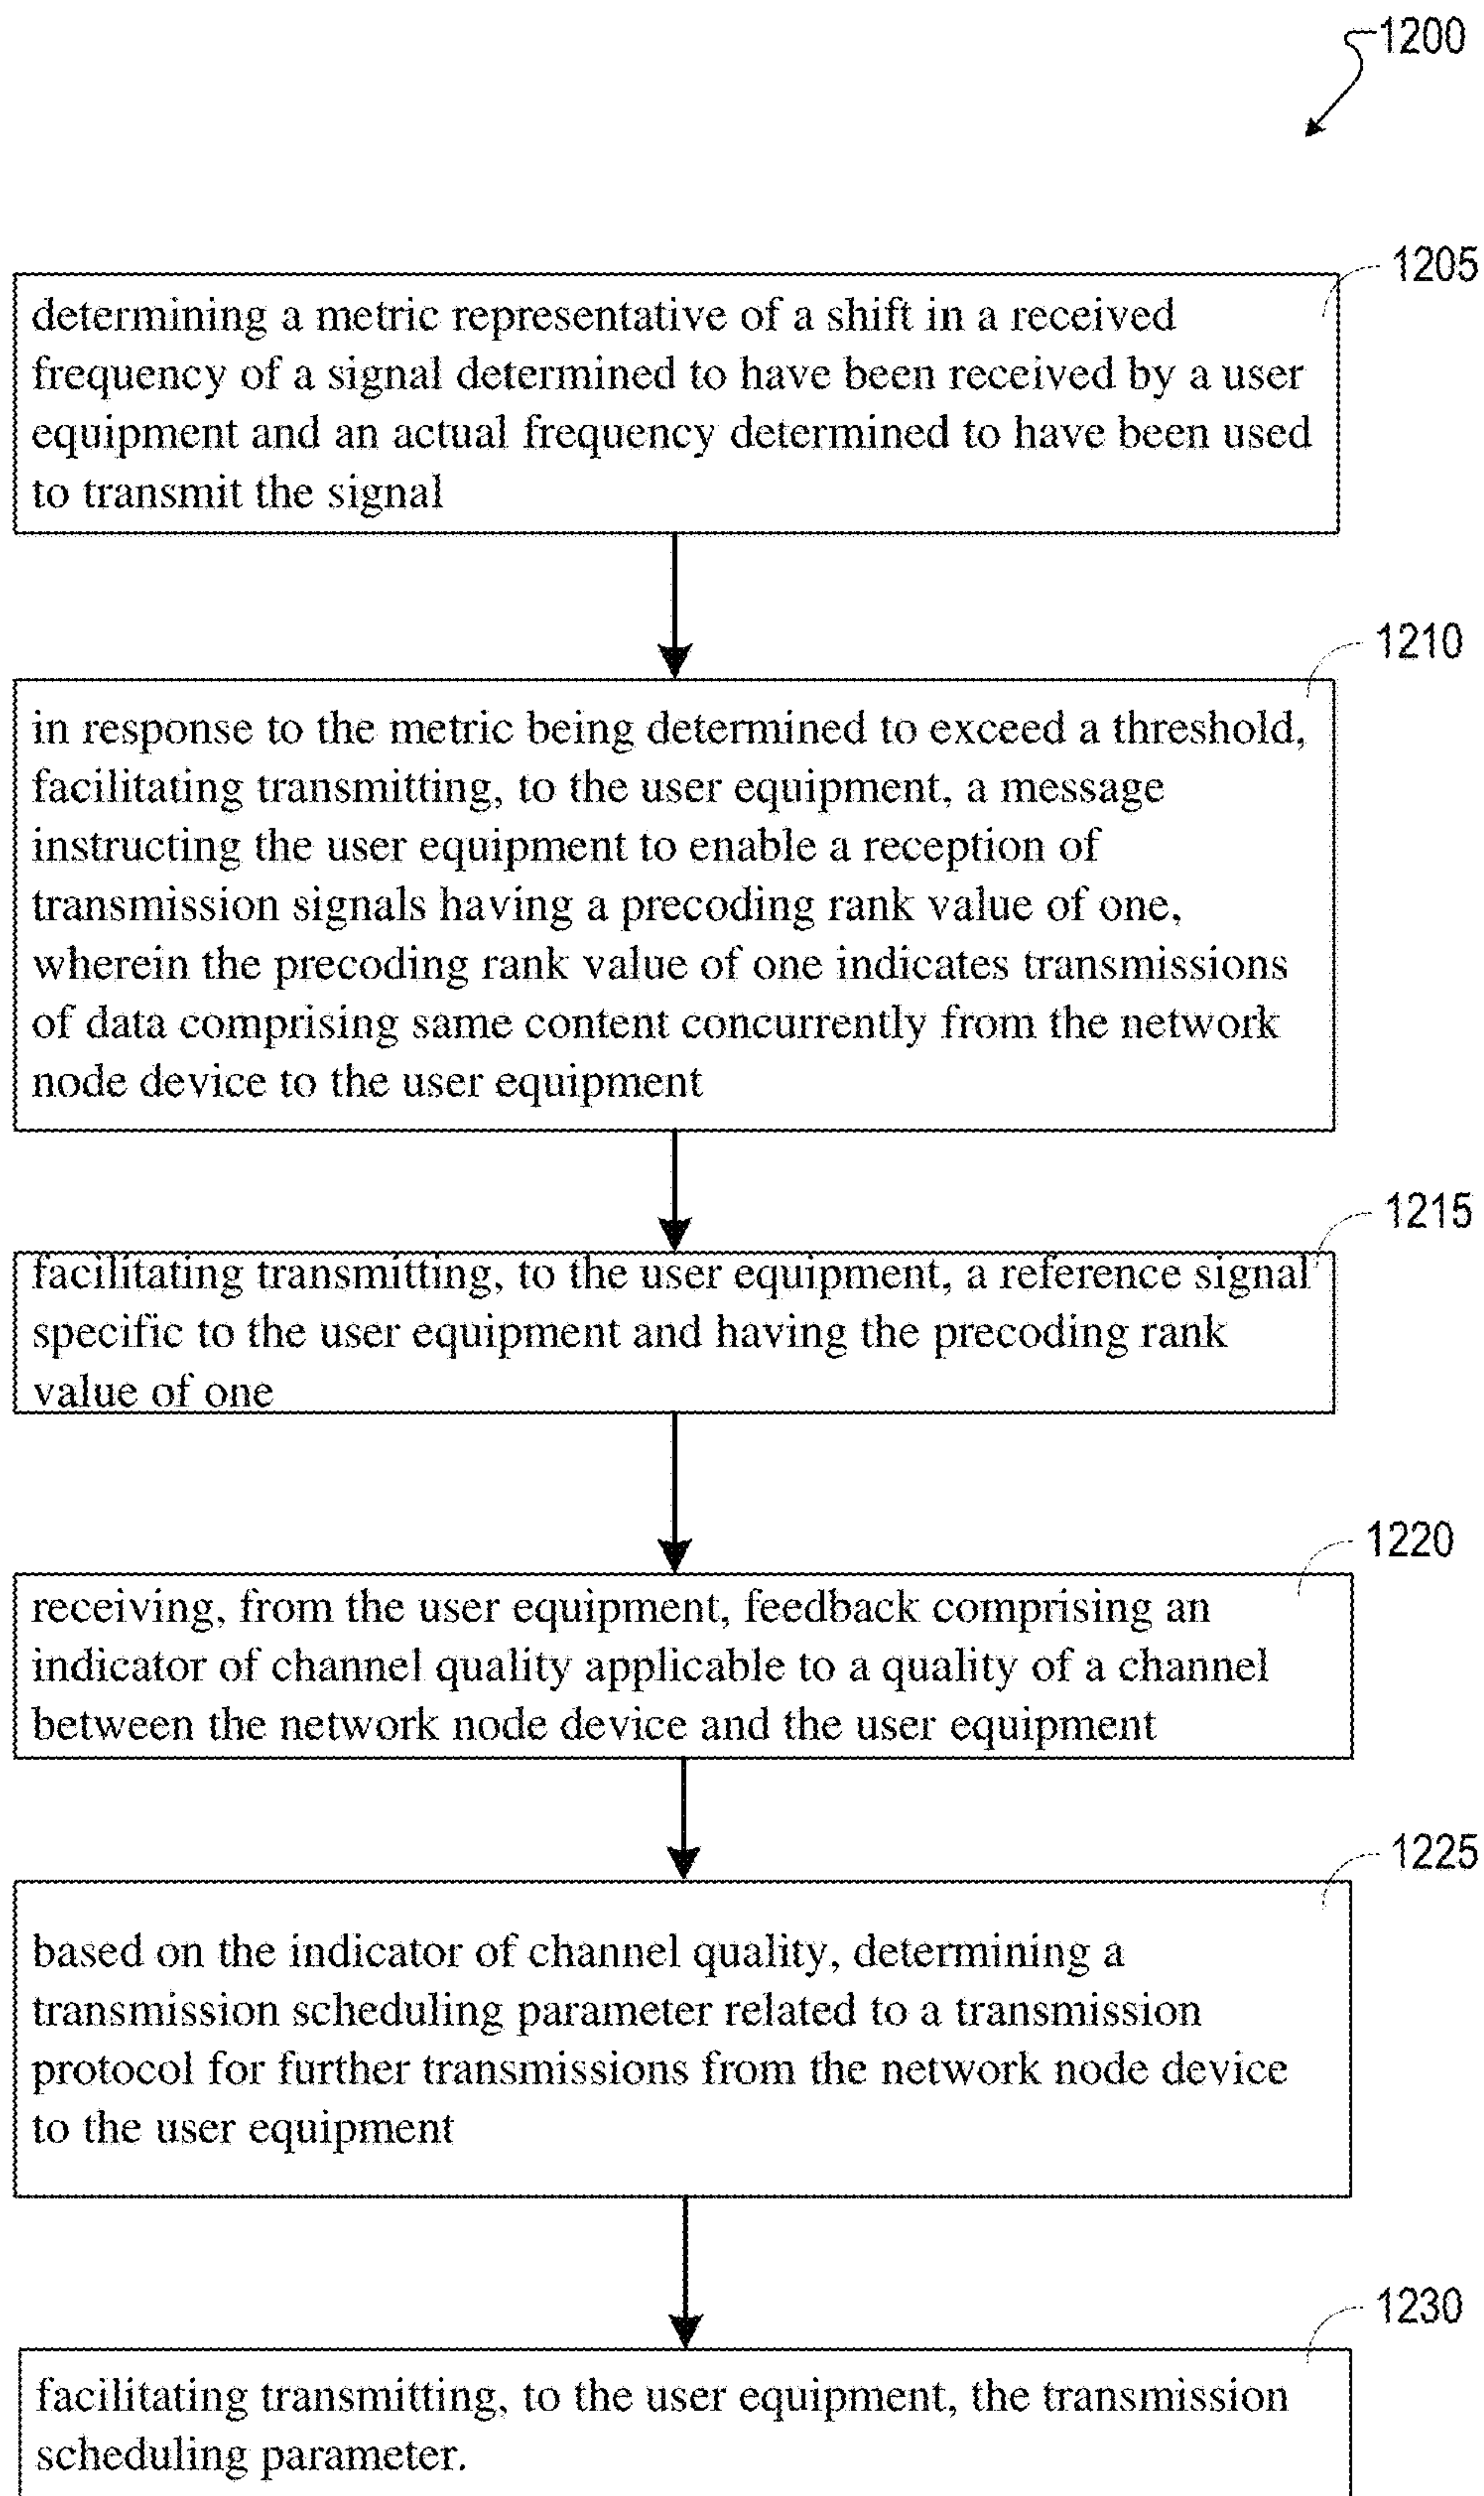 1200
1205
determining a metric representative of a shift in a received
frequency of a signal determined to have been received by a user
equipment and an actual frequency determined to have been used
to transmit the signal
1210
in response to the metric being determined to exceed a threshold,
facilitating transmitting, to the user equipment, a message
instructing the user equipment to enable a reception of
transmission signals having a precoding rank value of one,
wherein the precoding rank value of one indicates transmissions
of data comprising same content concurrently from the network
node device to the user equipment
1215
facilitating transmitting, to the user equipment, a reference signal
specific to the user equipment and having the precoding rank
value of one
1220
receiving, from the user equipment, feedback comprising an
indicator of channel quality applicable to a quality of a channel
between the network node device and the user equipment
1225
based on the indicator of channel quality, determining a
transmission scheduling parameter related to a transmission
protocol for further transmissions from the network node device
to the user equipment
1230
facilitating transmitting, to the user equipment, the transmission
scheduling parameter.